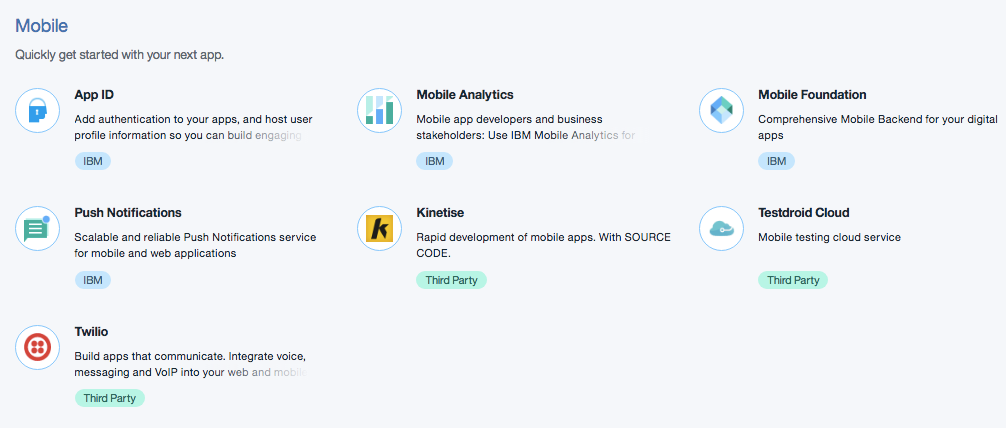 Mobile
Quickly get started with your next app.
App ID
Add authentication to your apps, and host user
profile information so you can build engaging
IBM
Mobile Analytics
Mobile app developers and business
stakeholders: Use IBM Mobile Analytics for
IBM
Mobile Foundation
Comprehensive Mobile Backend for your digital
apps
IBM
Push Notifications
Scalable and reliable Push Notifications service
for mobile and web applications
IBM
Kinetise
Rapid development of mobile apps. With SOURCE
CODE.
Third Party
Testdroid Cloud
Mobile testing cloud service
Third Party
Twilio
Build apps that communicate. Integrate voice,
messaging and VoIP into your web and mobile
Third Party